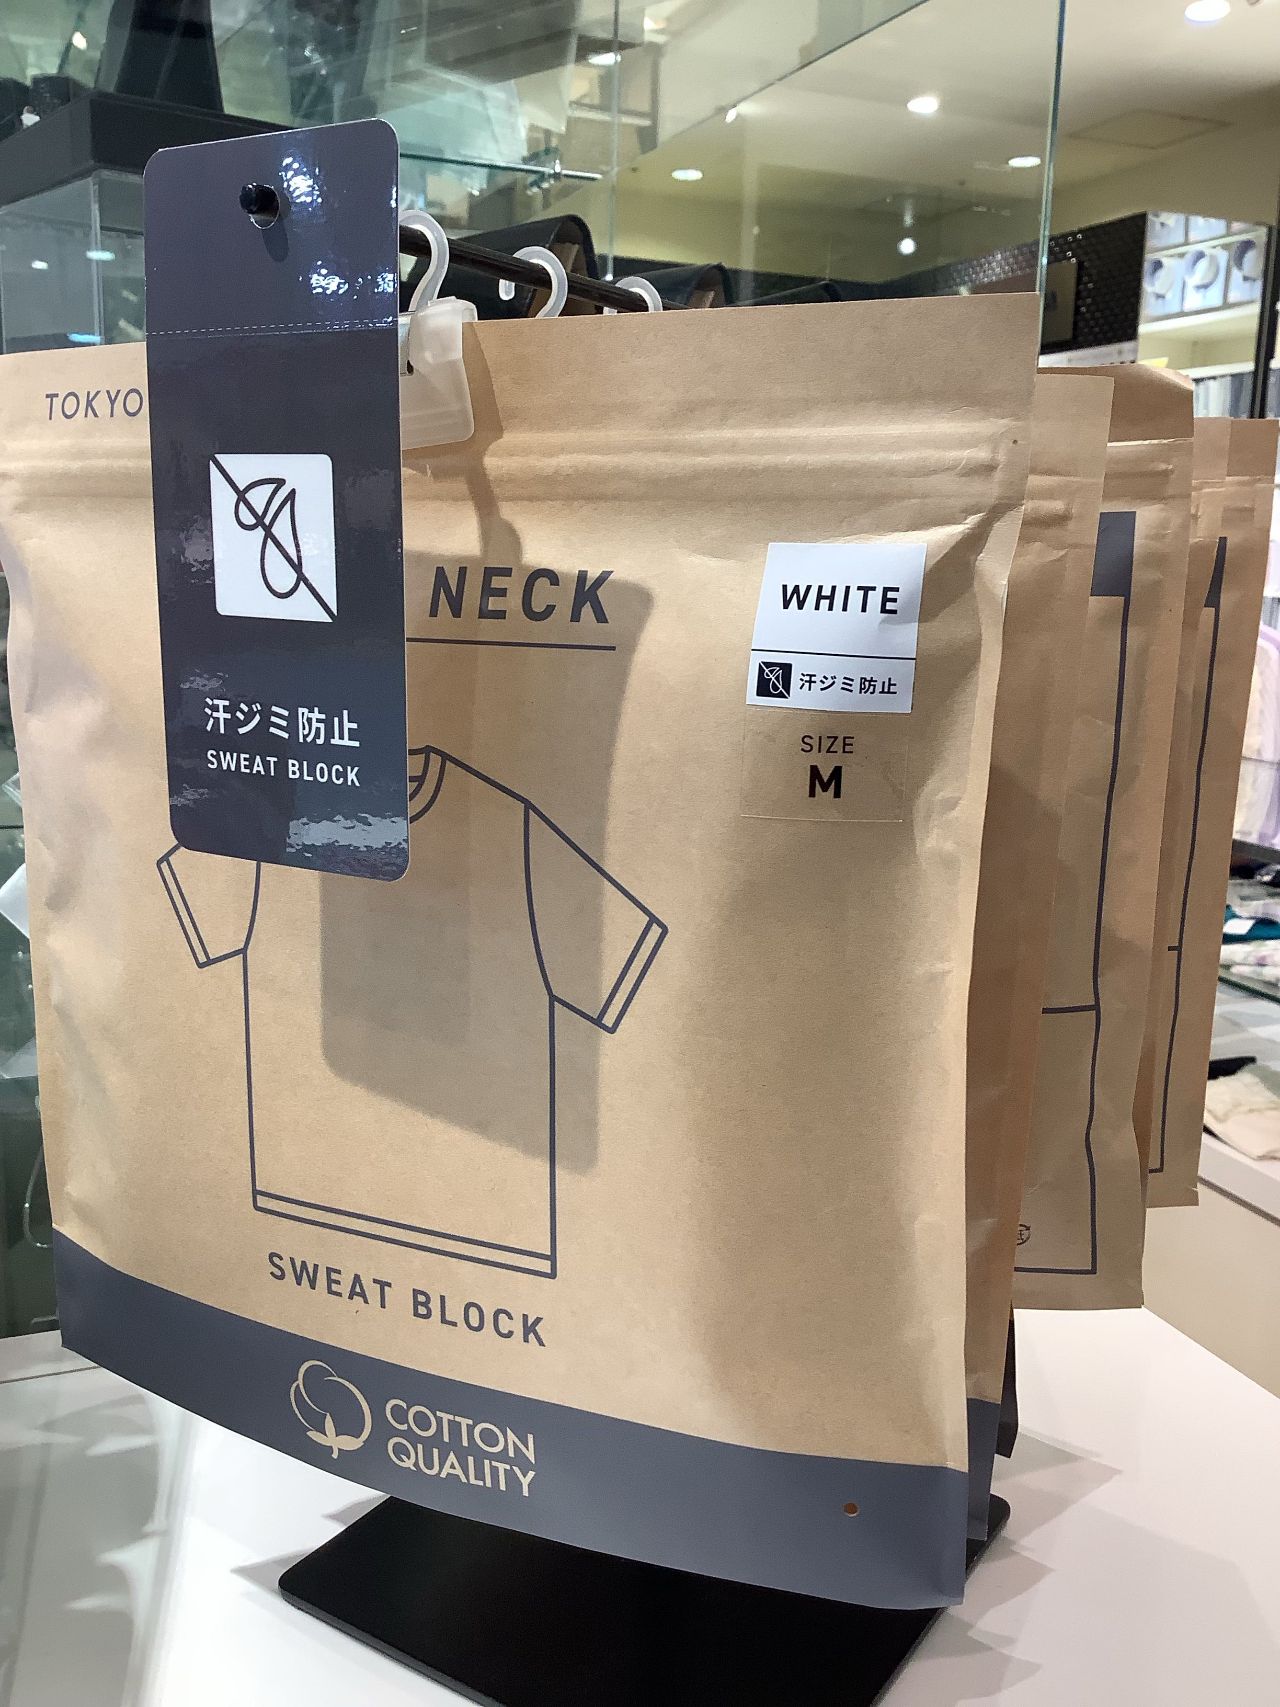 TOKYO
NECK
汗ジミ防止
SWEAT BLOCK
WHITE
汗ジミ防止
SIZE
M
SWEAT BLOCK
COTTON
QUALITY